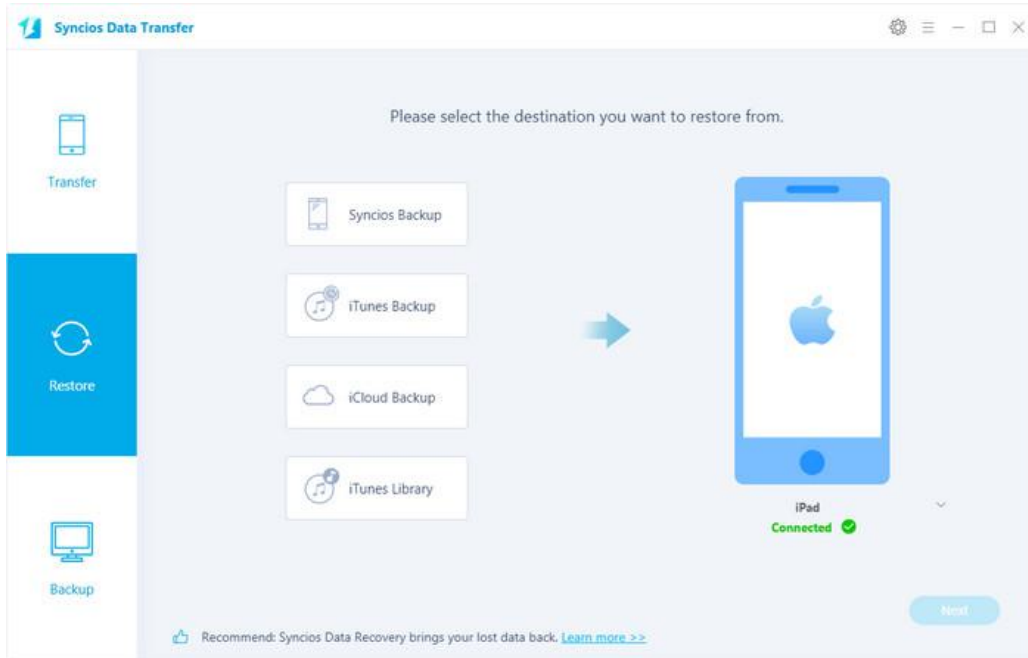 Syncios Data Transfer
Transfer
Restore
Backup
Please select the destination you want to restore from.
Syncios Backup
iTunes Backup
iCloud Backup
iTunes Library
iPad
Connected
Next
Recommend: Syncios Data Recovery brings your lost data back. Learn more >>